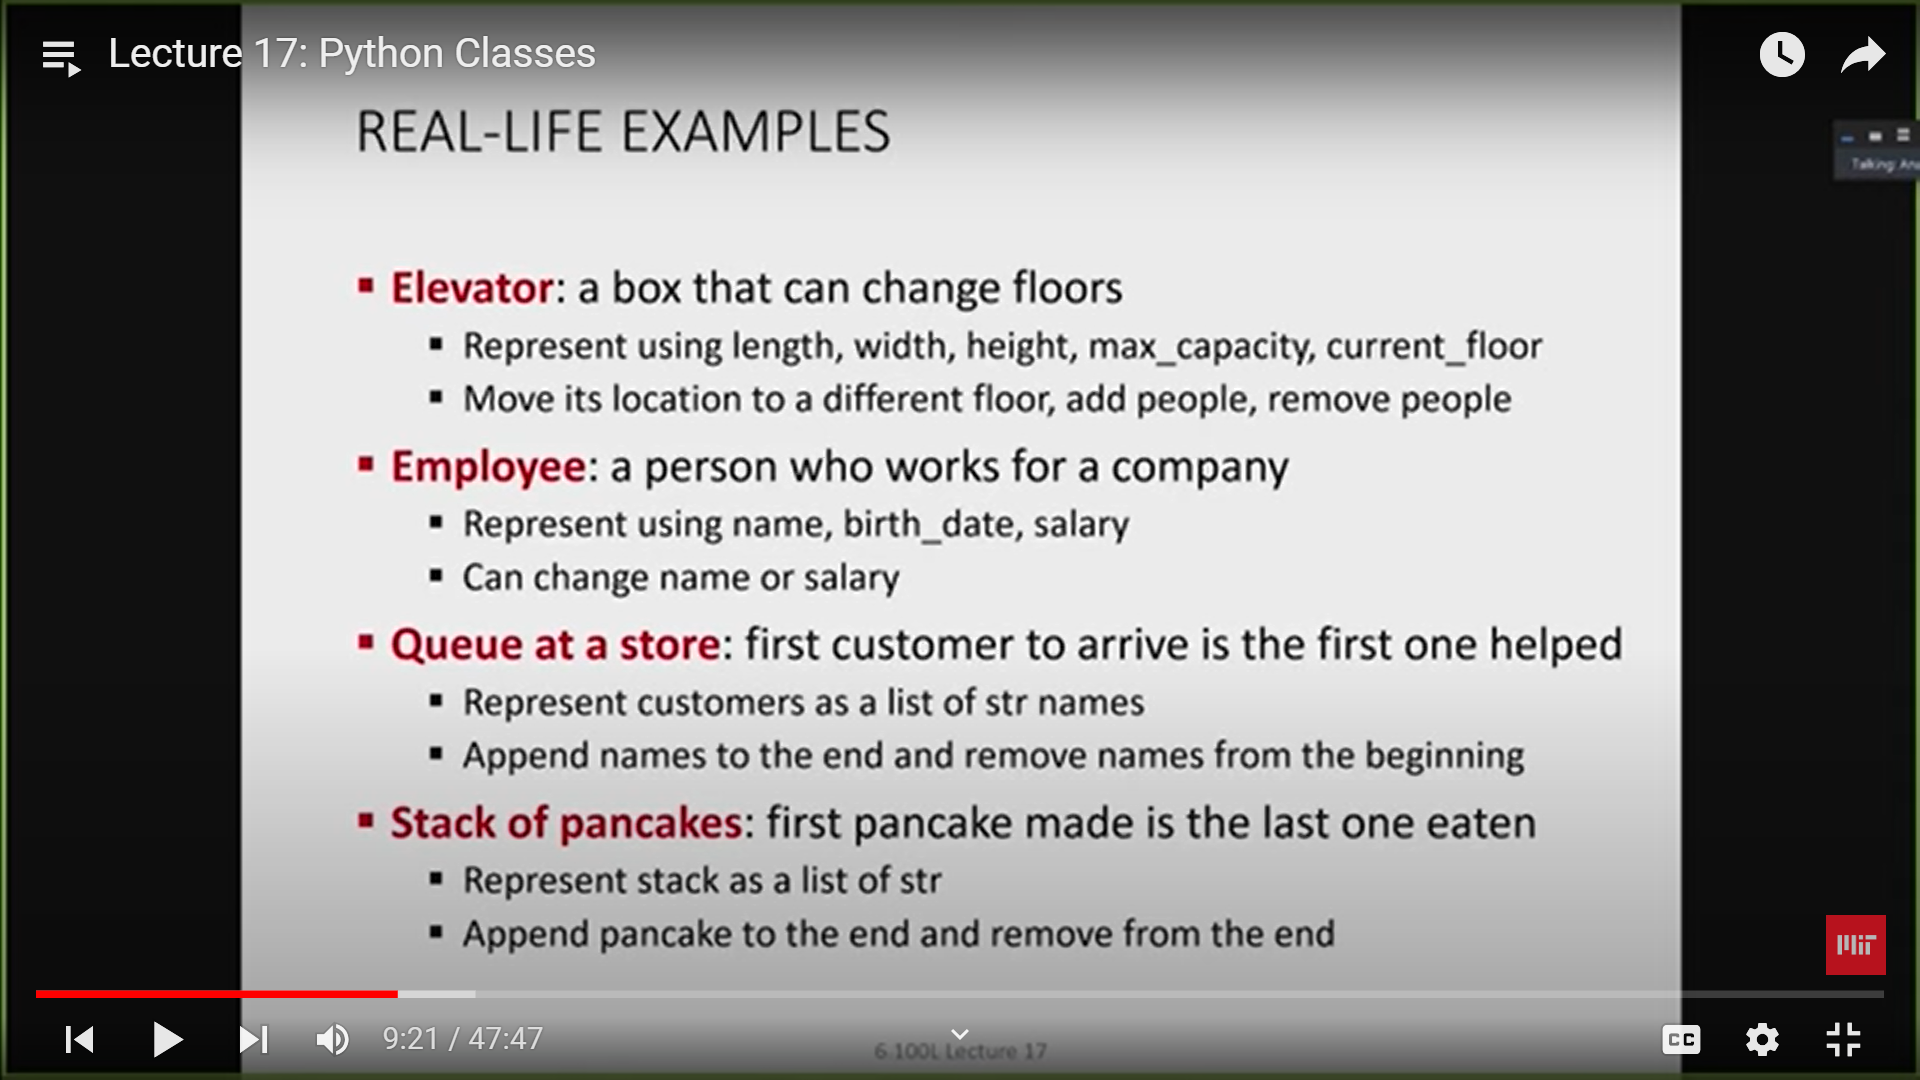 Lecture 17: Python Classes
REAL-LIFE EXAMPLES
Talking:
▪ Elevator: a box that can change floors
▪ Represent using length, width, height, max_capacity, current_floor
▪ Move its location to a different floor, add people, remove people
▪ Employee: a person who works for a company
▪ Represent using name, birth_date, salary
▪ Can change name or salary
▪ Queue at a store: first customer to arrive is the first one helped
▪ Represent customers as a list of str names
▪ Append names to the end and remove names from the beginning
▪ Stack of pancakes: first pancake made is the last one eaten
▪ Represent stack as a list of str
▪ Append pancake to the end and remove from the end
MIT
9:21 / 47:47
CC
6.100L Lecture 17